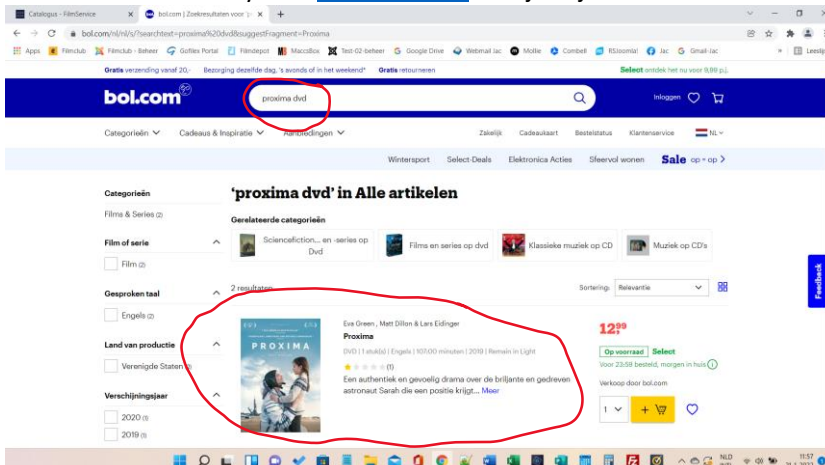 Catalogus - FilmService
bol.com | Zoekresultaten voor 'p
bol.com/nl/nl/s/?searchtext=proxima%20dvd&suggestFragment=Proxima
Apps Filmclub Filmclub - Beheer Gofilex Portal Filmdepot MaccsBox Test-02-beheer Google Drive Webmail Iac Mollie Combell RSJoomla! Iac Gmail-Iac Leeslij
Gratis verzending vanaf 20,- Bezorging dezelfde dag, 's avonds of in het weekend* Gratis retourneren Select ontdek het nu voor 9,99 p.j.
bol.com
proxima dvd
Inloggen
Categorieën Cadeaus & Inspiratie Aanbiedingen Zakelijk Cadeaukaart Bestelstatus Klantenservice NL
Wintersport Select-Deals Elektronica Acties Sfeervol wonen Sale op = op
Categorieën
Films & Series (2)
Film of serie
Film (2)
Gesproken taal
Engels (2)
Land van productie
Verenigde Staten
Verschijningsjaar
2020 (1)
2019 (1)
'proxima dvd' in Alle artikelen
Gerelateerde categorieën
Sciencefiction... en -series op Dvd
Films en series op dvd
Klassieke muziek op CD
Muziek op CD's
2 resultaten
Sortering: Relevantie
PROXIMA
Eva Green, Matt Dillon & Lars Eidinger
Proxima
DVD | 1 stuk(s) | Engels | 107:00 minuten | 2019 | Remain in Light
(1)
Een authentiek en gevoelig drama over de briljante en gedreven
astronaut Sarah die een positie krijgt... Meer
12,99
Op voorraad Select
Voor 23:59 besteld, morgen in huis
Verkoop door bol.com
1
+
Feedback
NLD
11:57